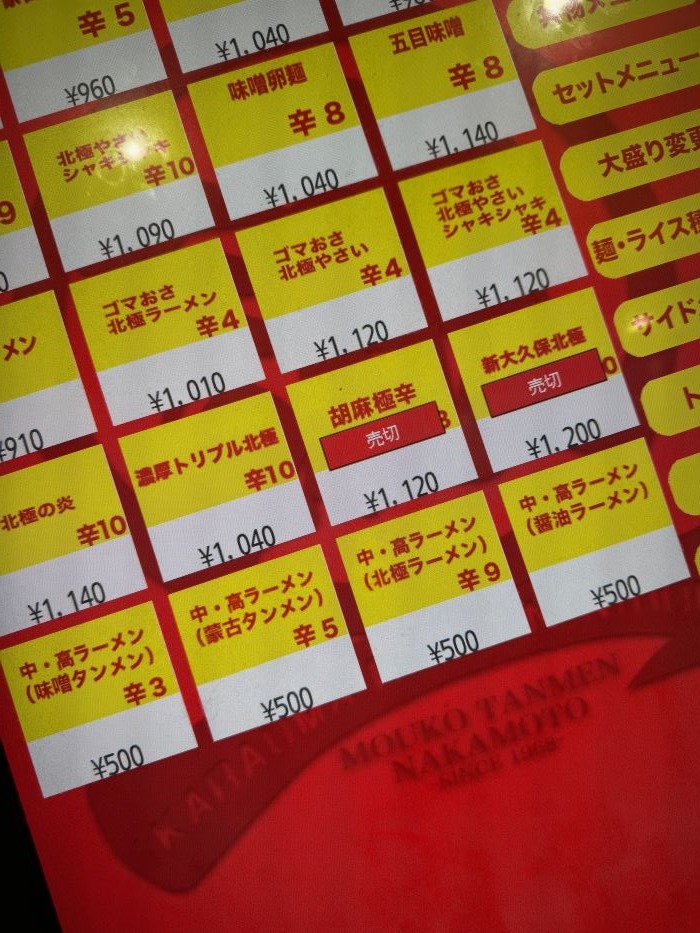 辛5
¥960
¥1,040
味噌卵麺
辛8
¥1,040
五目味噌
辛8
¥1,140
セットメニュー
北極やさい
シャキシャキ
辛10
¥1,090
ゴマおさ
北極やさい
辛4
¥1,120
ゴマおさ
北極やさい
シャキシャキ
辛4
¥1,120
大盛り変更
麺・ライス
9
メン
¥910
ゴマおさ
北極ラーメン
辛4
¥1,010
胡麻極辛
売切
¥1,120
新大久保北極
売切
¥1,200
サイド
ト
北極の炎
辛10
¥1,140
濃厚トリプル北極
辛10
¥1,040
中・高ラーメン
(北極ラーメン)
辛9
¥500
中・高ラーメン
(醤油ラーメン)
¥500
中・高ラーメン
(味噌タンメン)
辛3
¥500
中・高ラーメン
(蒙古タンメン)
辛5
¥500
MOUKO TANMEN
NAKAMOTO
SINCE 1968